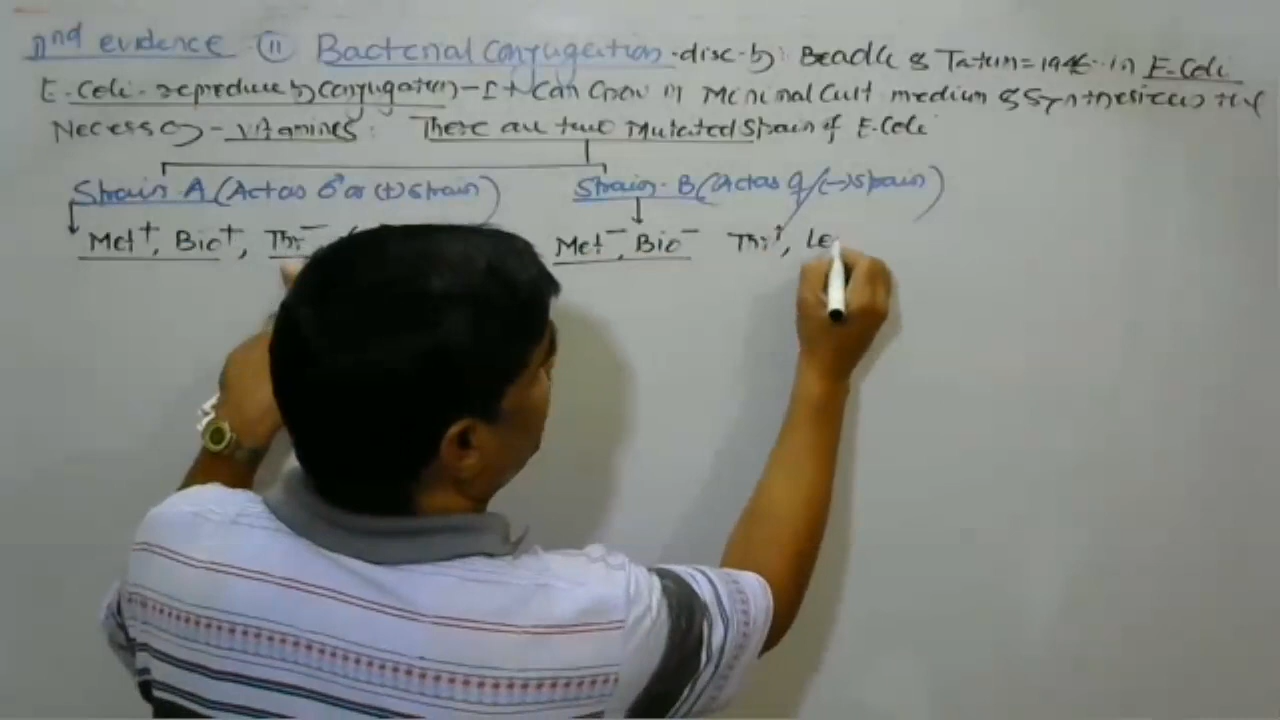 IInd evidence (ii) Bacterial Conjugation - disc - by : Beadle & Tatum = 1946 in E. Coli
E. Coli - reproduce by Conjugation - It Can Grow in Minimal Cult medium & Synthesizes
Necessary - vitamines : There are two Mutated Strain of E. Coli
Strain A (Act as ♂ or (+) Strain) Strain - B (Act as ♀/(-) Strain)
Met⁺, Bio⁺, Thr⁻ Met⁻, Bio⁻ Thr⁺, Le